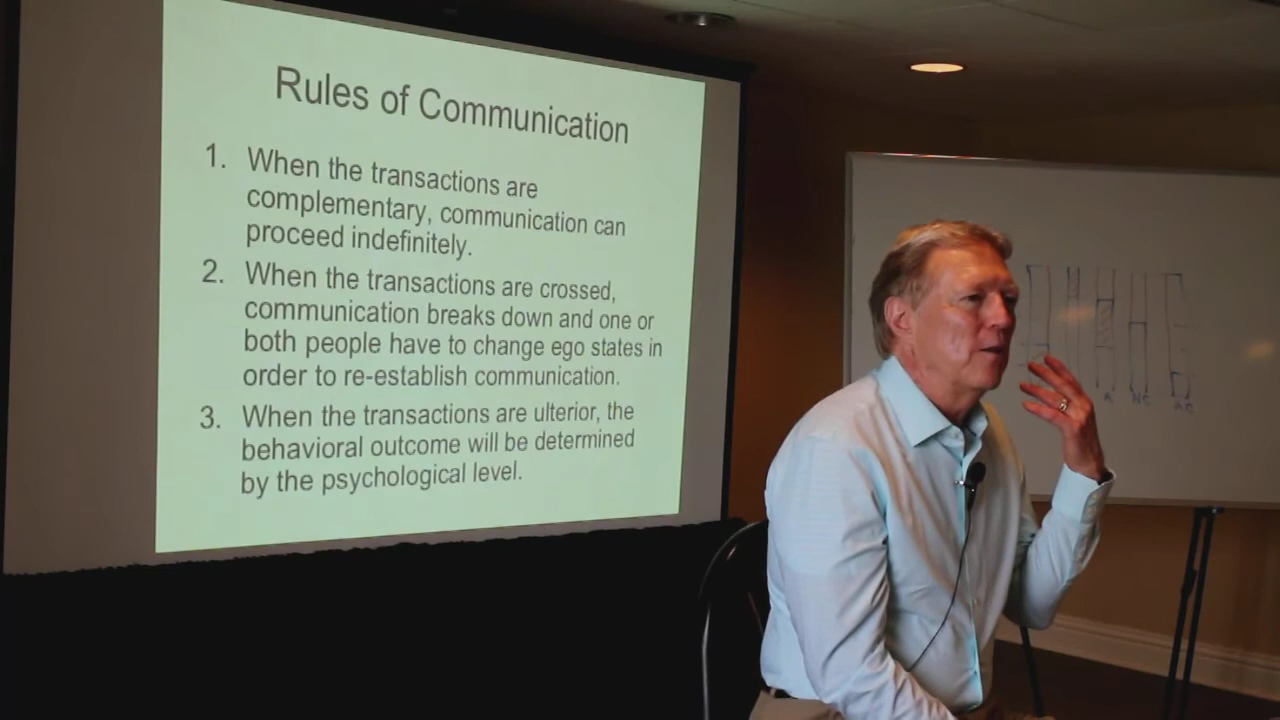 Rules of Communication
1. When the transactions are
complementary, communication can
proceed indefinitely.
2. When the transactions are crossed,
communication breaks down and one or
both people have to change ego states in
order to re-establish communication.
3. When the transactions are ulterior, the
behavioral outcome will be determined
by the psychological level.
A NC AC